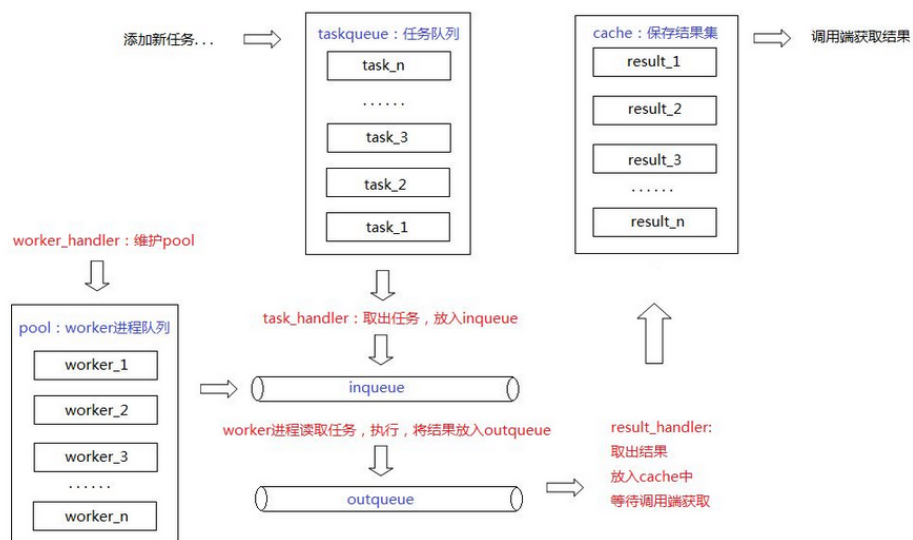 添加新任务...
taskqueue：任务队列
task_n
......
task_3
task_2
task_1
cache：保存结果集
result_1
result_2
result_3
......
result_n
调用端获取结果
worker_handler：维护pool
pool：worker进程队列
worker_1
worker_2
worker_3
......
worker_n
task_handler：取出任务，放入inqueue
inqueue
worker进程读取任务，执行，将结果放入outqueue
outqueue
result_handler:
取出结果
放入cache中
等待调用端获取